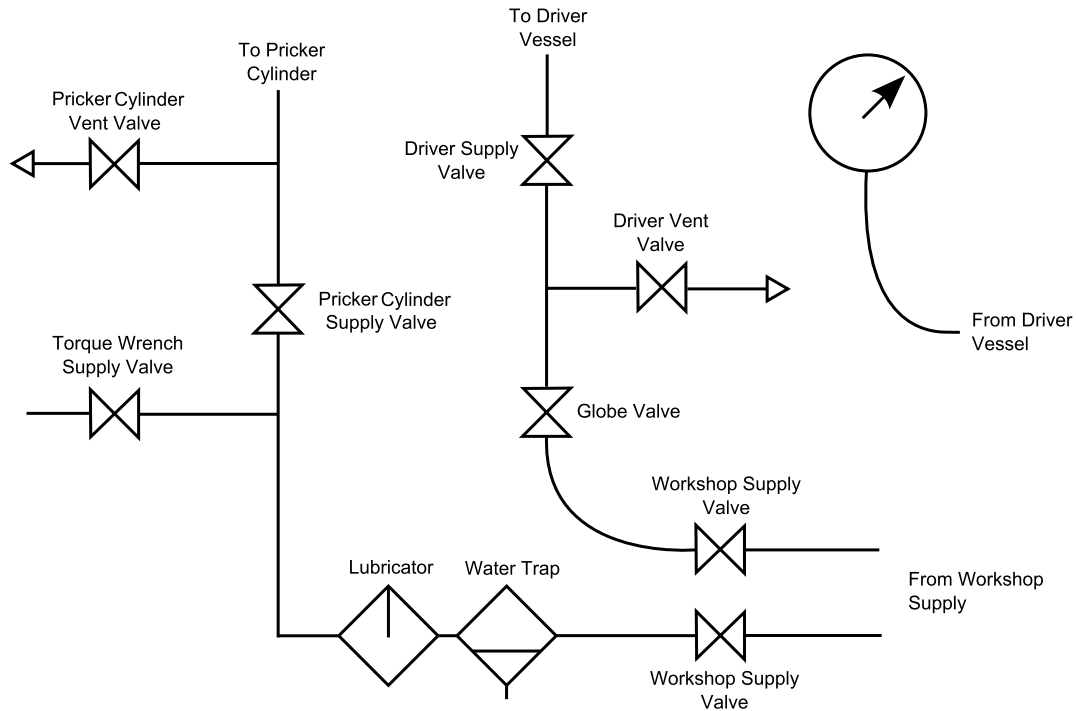 To Driver
Vessel
To Pricker
Cylinder
Pricker Cylinder
Vent Valve
Driver Supply
Valve
Driver Vent
Valve
Pricker Cylinder
Supply Valve
From Driver
Vessel
Torque Wrench
Supply Valve
Globe Valve
Workshop Supply
Valve
Lubricator
Water Trap
From Workshop
Supply
Workshop Supply
Valve